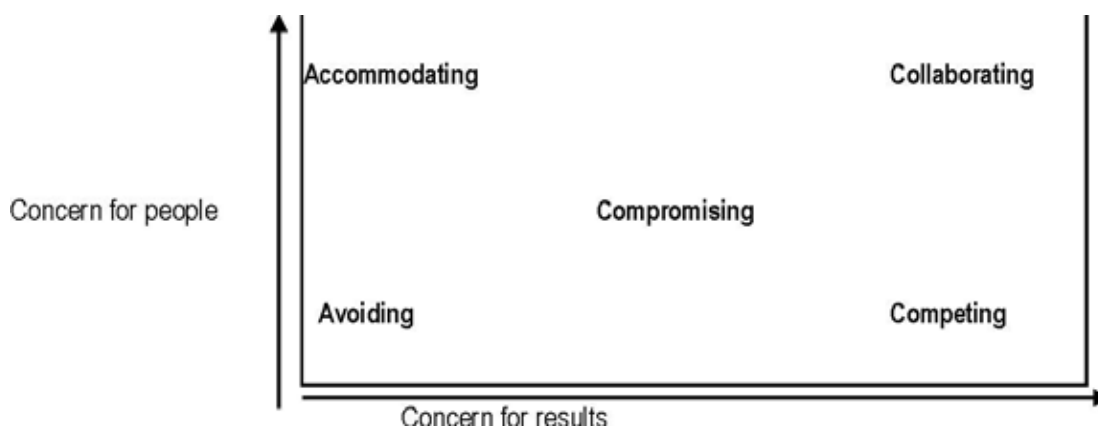 Accommodating Collaborating
Concern for people Compromising
Avoiding Competing
Concern for results